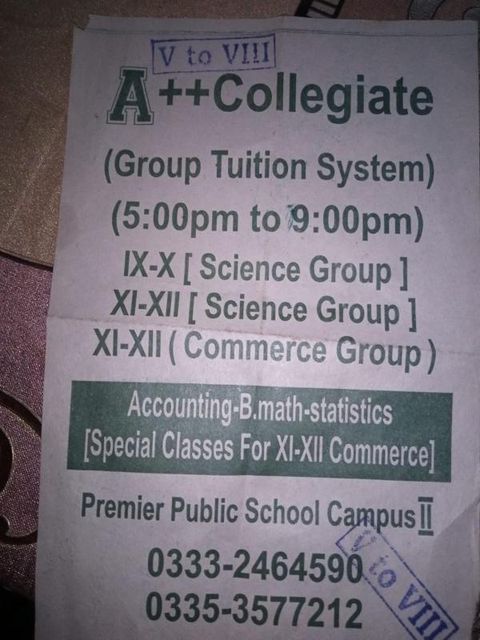 V to VIII
A++Collegiate
(Group Tuition System)
(5:00pm to 9:00pm)
IX-X [ Science Group ]
XI-XII [ Science Group ]
XI-XII ( Commerce Group )
Accounting-B.math-statistics
[Special Classes For XI-XII Commerce]
Premier Public School Campus II
0333-2464590
V to VIII
0335-3577212